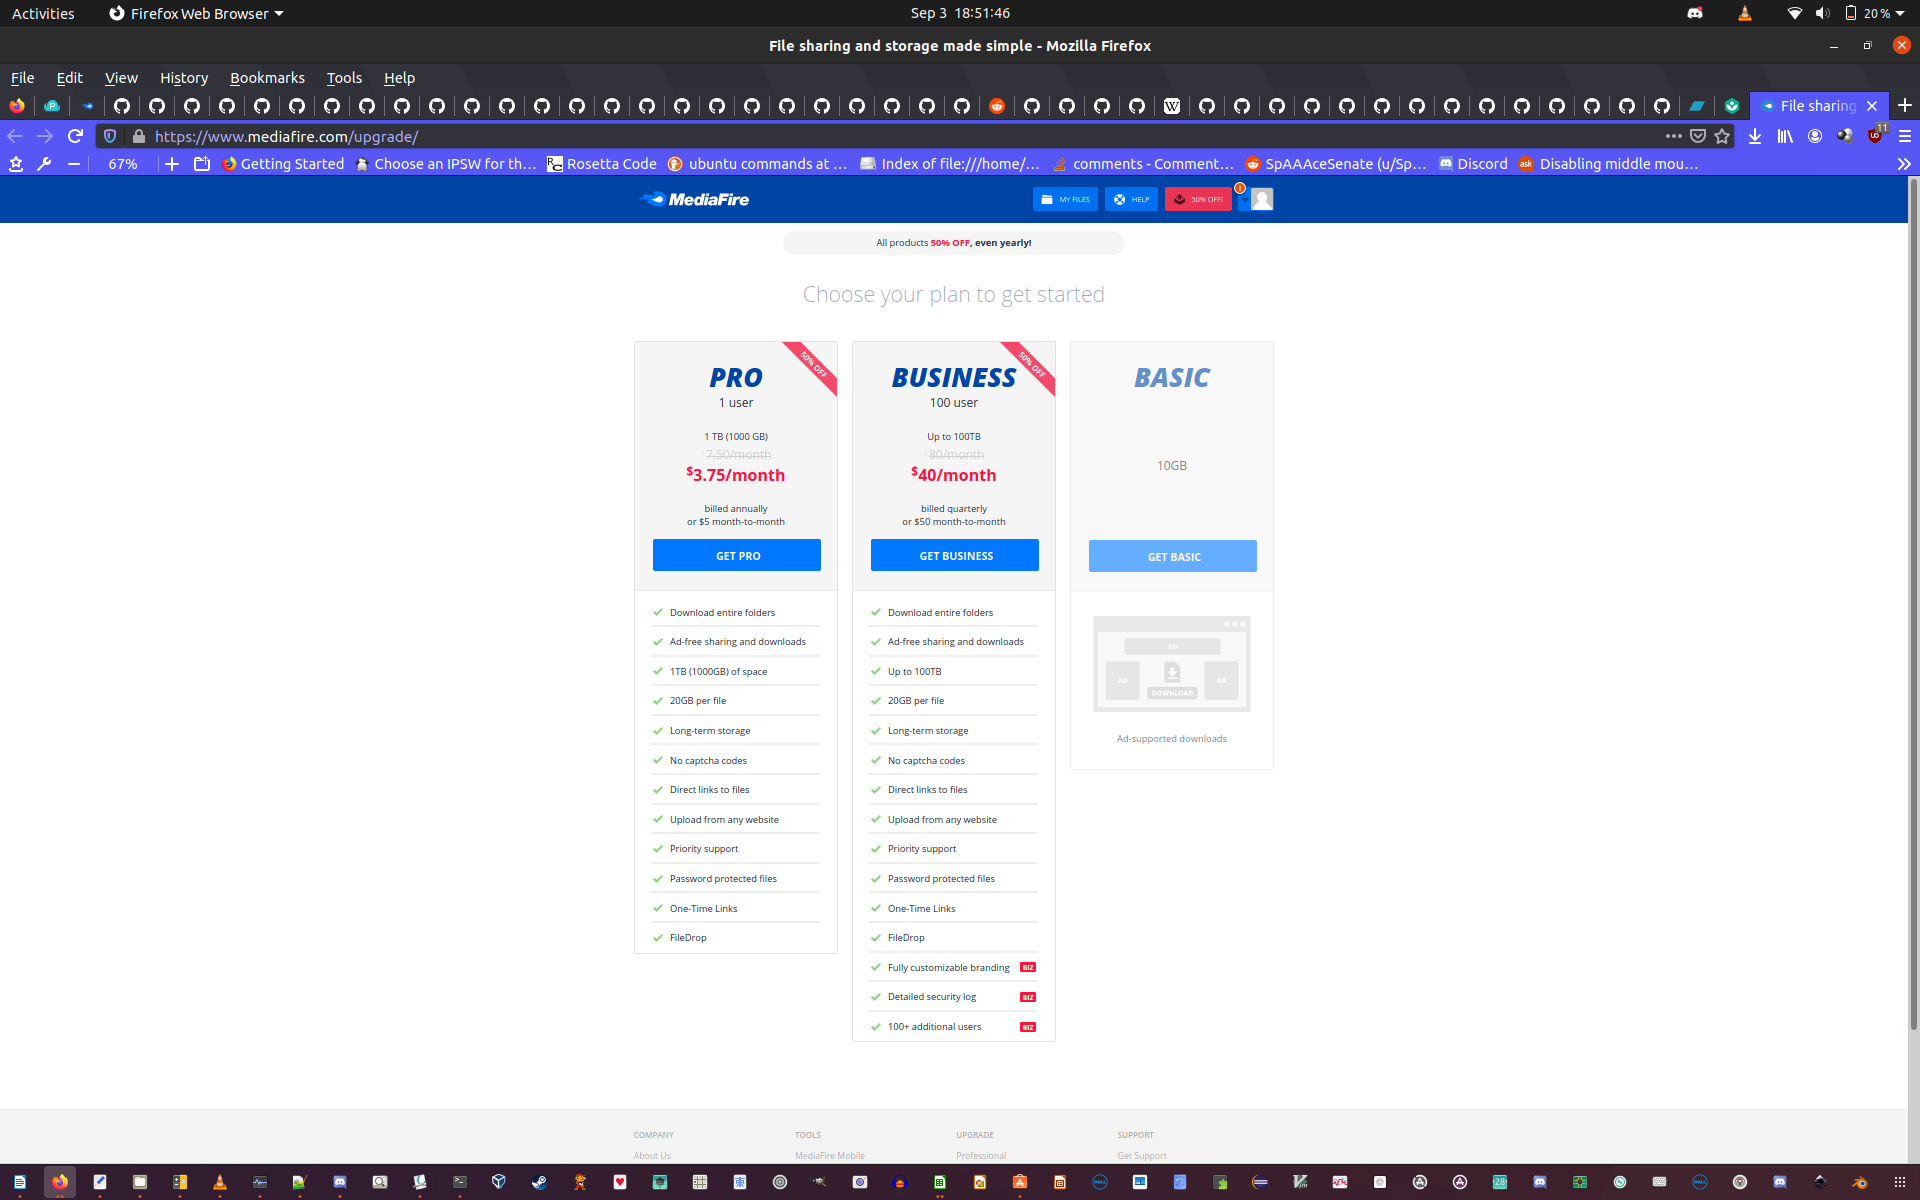 Activities
Firefox Web Browser
Sep 3 18:51:46
20 %
File sharing and storage made simple - Mozilla Firefox
File Edit View History Bookmarks Tools Help
File sharing
https://www.mediafire.com/upgrade/
11
67%
Getting Started
Choose an IPSW for th…
Rosetta Code
ubuntu commands at …
Index of file:///home/…
comments - Comment…
SpAAAceSenate (u/Sp…
Discord
Disabling middle mou…
MediaFire
MY FILES
HELP
50% OFF!
All products 50% OFF, even yearly!
Choose your plan to get started
50% OFF
PRO
1 user
1 TB (1000 GB)
7.50/month
$3.75/month
billed annually
or $5 month-to-month
GET PRO
Download entire folders
Ad-free sharing and downloads
1TB (1000GB) of space
20GB per file
Long-term storage
No captcha codes
Direct links to files
Upload from any website
Priority support
Password protected files
One-Time Links
FileDrop
50% OFF
BUSINESS
100 user
Up to 100TB
80/month
$40/month
billed quarterly
or $50 month-to-month
GET BUSINESS
Download entire folders
Ad-free sharing and downloads
Up to 100TB
20GB per file
Long-term storage
No captcha codes
Direct links to files
Upload from any website
Priority support
Password protected files
One-Time Links
FileDrop
Fully customizable branding BIZ
Detailed security log BIZ
100+ additional users BIZ
BASIC
10GB
GET BASIC
AD
AD
AD
DOWNLOAD
Ad-supported downloads
COMPANY
About Us
TOOLS
MediaFire Mobile
UPGRADE
Professional
SUPPORT
Get Support